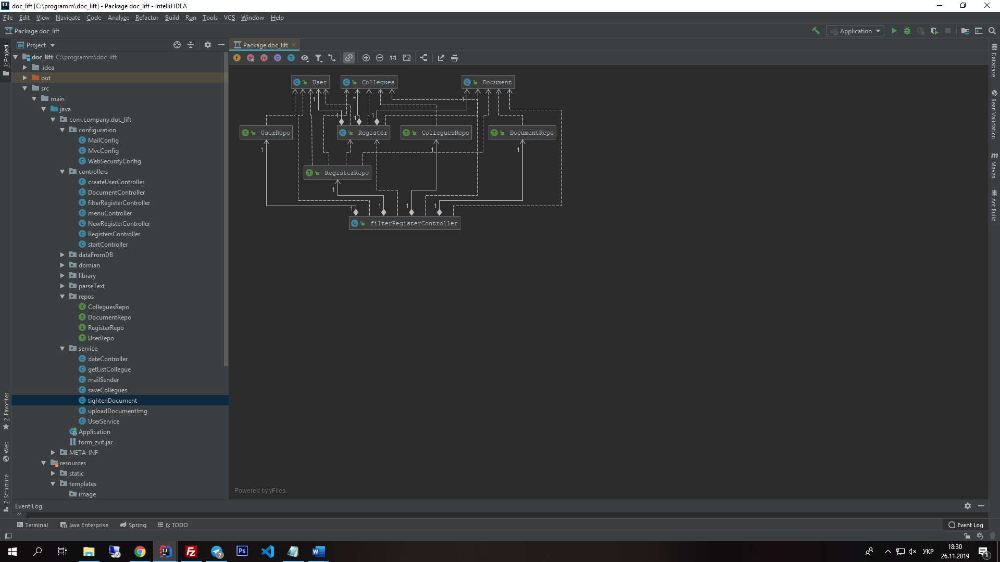 doc_lift [C:\programm\doc_lift] - Package doc_lift - IntelliJ IDEA
File Edit View Navigate Code Analyze Refactor Build Run Tools VCS Window Help
Package doc_lift
Application
1: Project
Project
Package doc_lift
doc_lift C:\programm\doc_lift
.idea
out
src
main
java
com.company.doc_lift
configuration
MailConfig
MvcConfig
WebSecurityConfig
controllers
createUserController
DocumentController
filterRegisterController
menuController
NewRegisterController
RegistersController
startController
dataFromDB
domian
library
parseText
repos
ColleguesRepo
DocumentRepo
RegisterRepo
UserRepo
service
dateController
getListCollegue
mailSender
saveCollegues
tightenDocument
uploadDocumentImg
UserService
Application
form_zvit.jar
META-INF
resources
static
templates
image
2: Favorites
Web
7: Structure
1:1
User
Collegues
Document
1
*
1
1
1
1
UserRepo
Register
ColleguesRepo
DocumentRepo
1
1
1
RegisterRepo
1
1
1
1
1
filterRegisterController
Powered by yFiles
Database
Bean Validation
m Maven
Ant Build
Event Log
Terminal Java Enterprise Spring 6: TODO
Event Log
2
Ps
УКР
18:30
26.11.2019
1